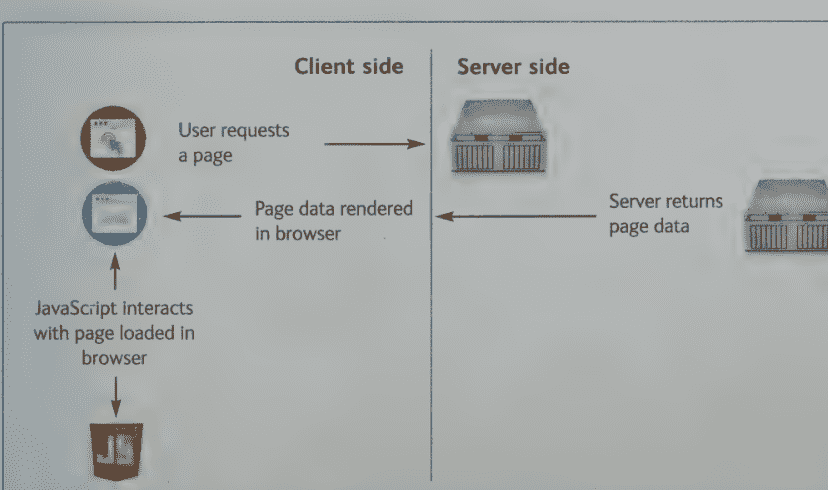 Client side
Server side
User requests
a page
Page data rendered
in browser
Server returns
page data
JavaScript interacts
with page loaded in
browser
JS